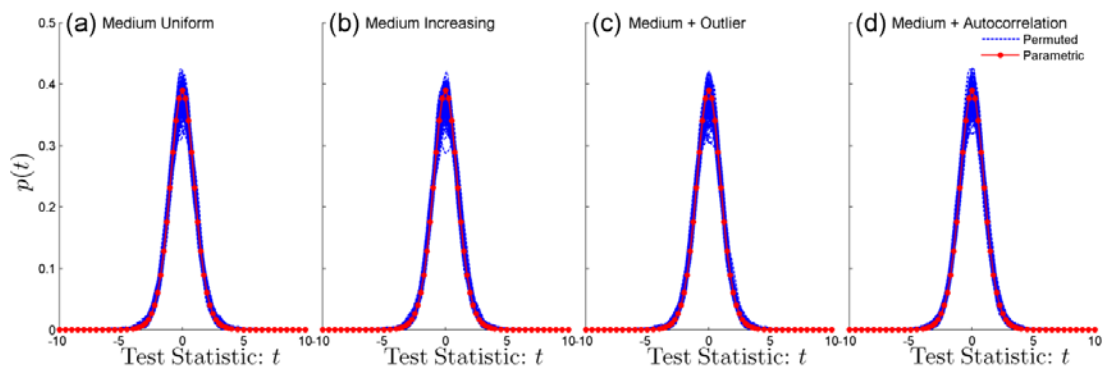 (a) Medium Uniform
(b) Medium Increasing
(c) Medium + Outlier
(d) Medium + Autocorrelation
Permuted
Parametric
0.5
0.4
0.3
0.2
0.1
0
p(t)
-10 -5 0 5 10
-10 -5 0 5 10
-10 -5 0 5 10
-10 -5 0 5 10
Test Statistic: t
Test Statistic: t
Test Statistic: t
Test Statistic: t